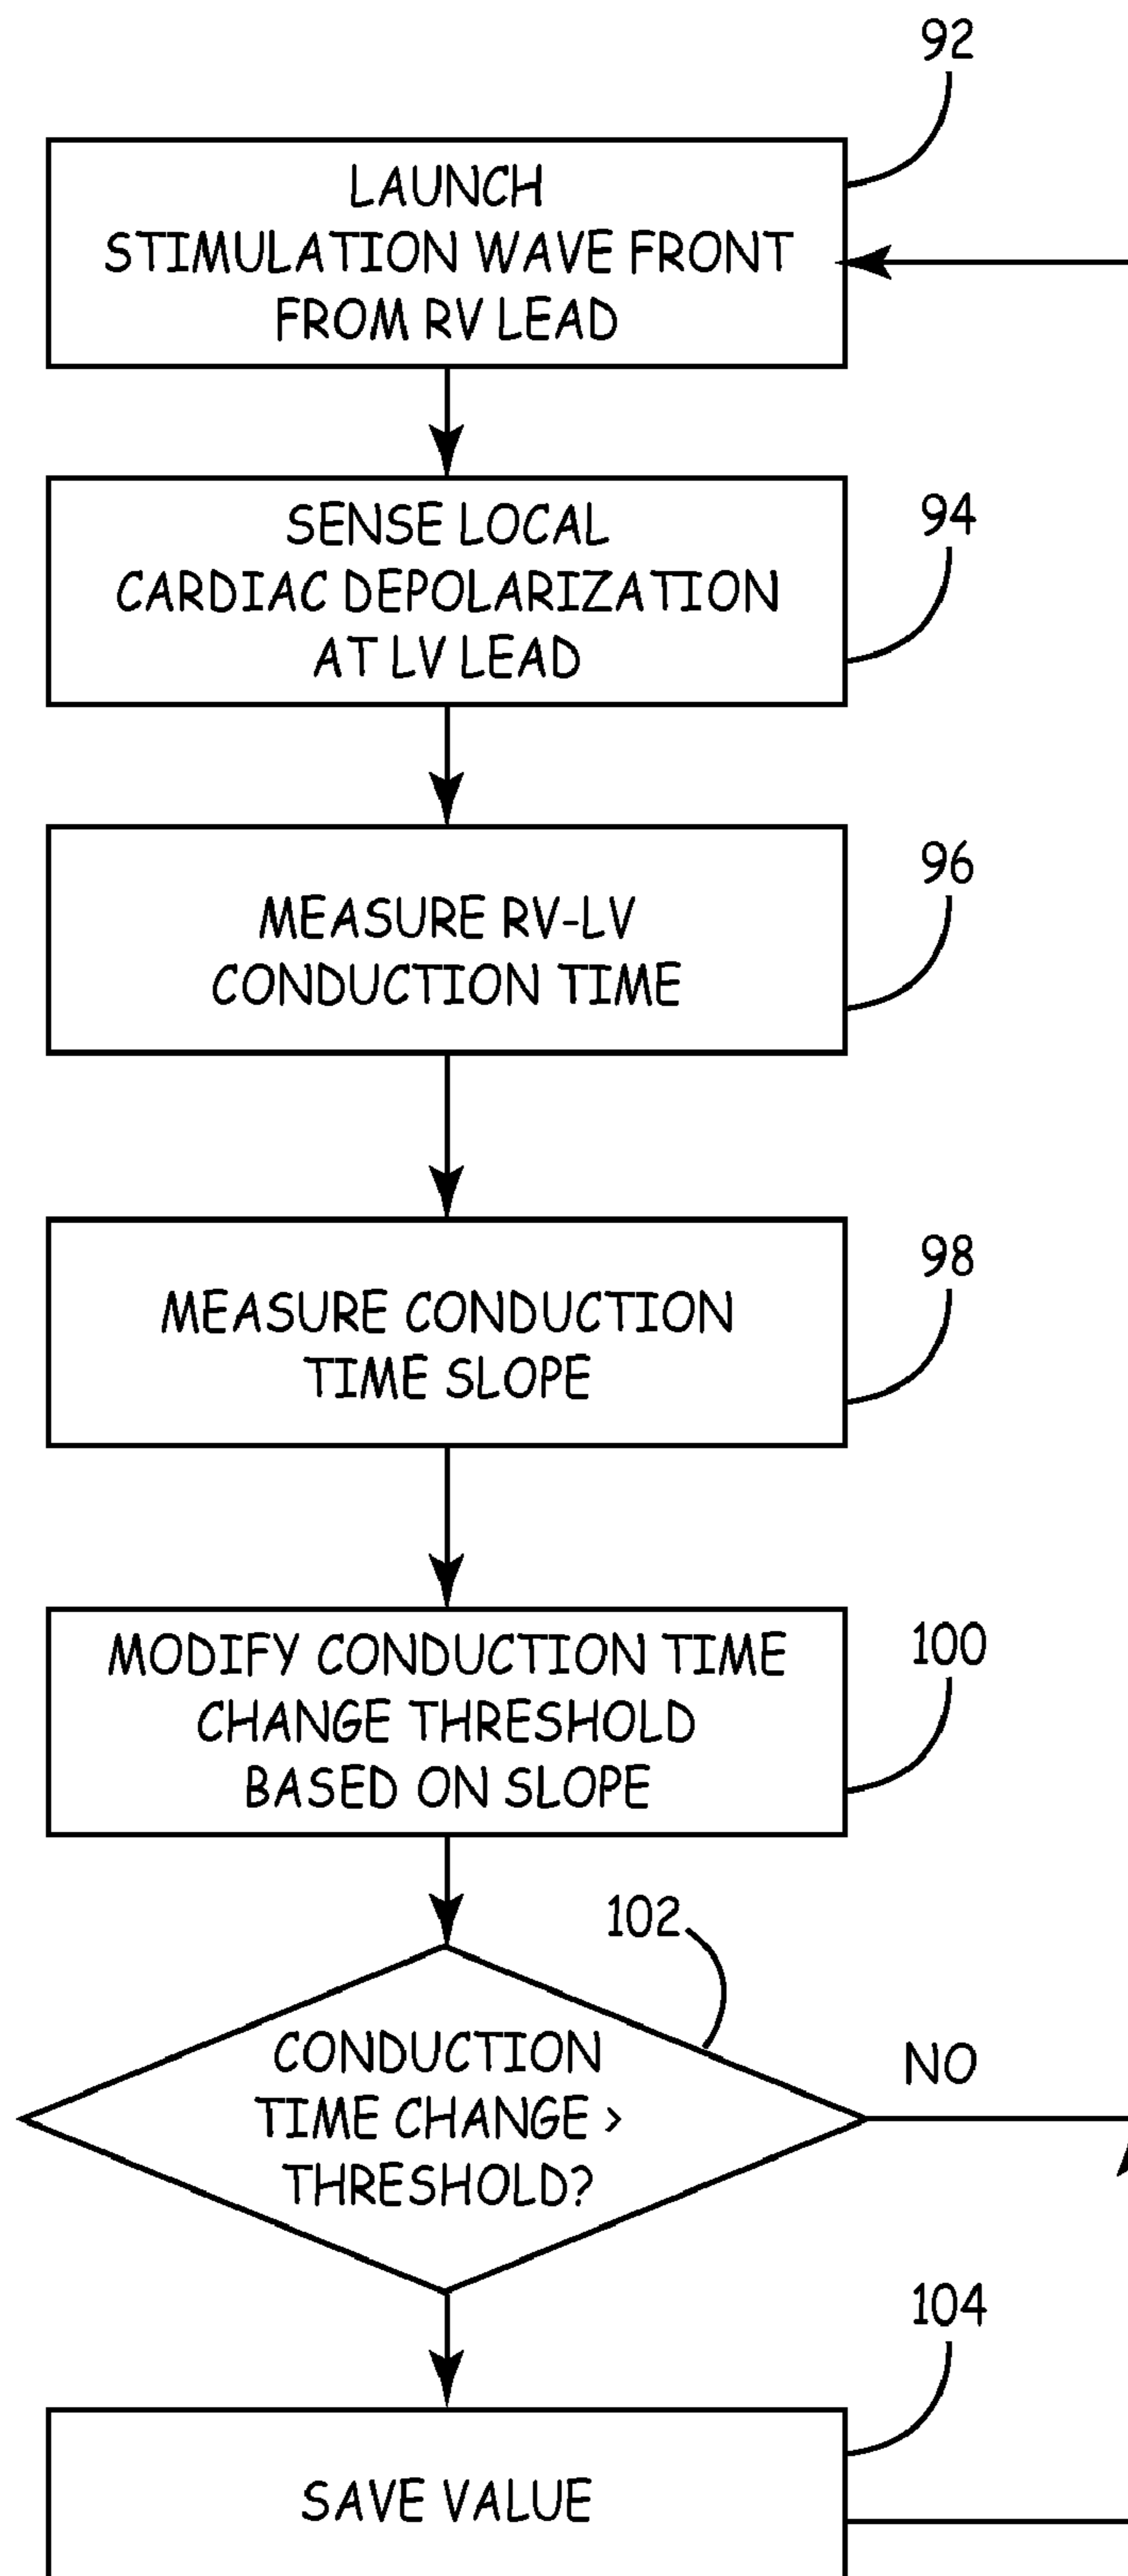 92
LAUNCH
STIMULATION WAVE FRONT
FROM RV LEAD
94
SENSE LOCAL
CARDIAC DEPOLARIZATION
AT LV LEAD
96
MEASURE RV-LV
CONDUCTION TIME
98
MEASURE CONDUCTION
TIME SLOPE
100
MODIFY CONDUCTION TIME
CHANGE THRESHOLD
BASED ON SLOPE
102
CONDUCTION
TIME CHANGE >
THRESHOLD?
NO
104
SAVE VALUE